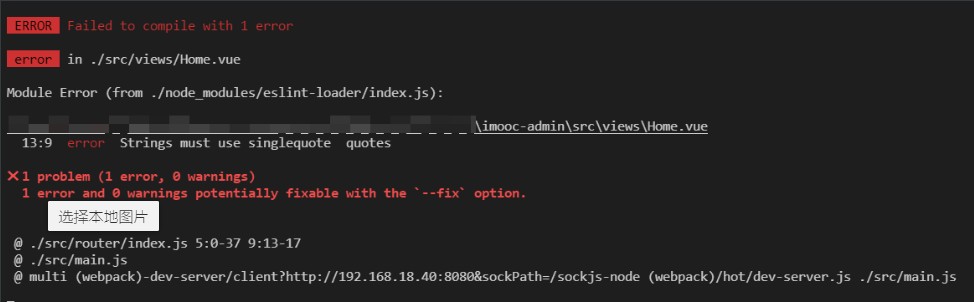 ERROR Failed to compile with 1 error
error in ./src/views/Home.vue
Module Error (from ./node_modules/eslint-loader/index.js):
\imooc-admin\src\views\Home.vue
13:9 error Strings must use singlequote quotes
✕ 1 problem (1 error, 0 warnings)
1 error and 0 warnings potentially fixable with the `--fix` option.
选择本地图片
@ ./src/router/index.js 5:0-37 9:13-17
@ ./src/main.js
@ multi (webpack)-dev-server/client?http://192.168.18.40:8080&sockPath=/sockjs-node (webpack)/hot/dev-server.js ./src/main.js